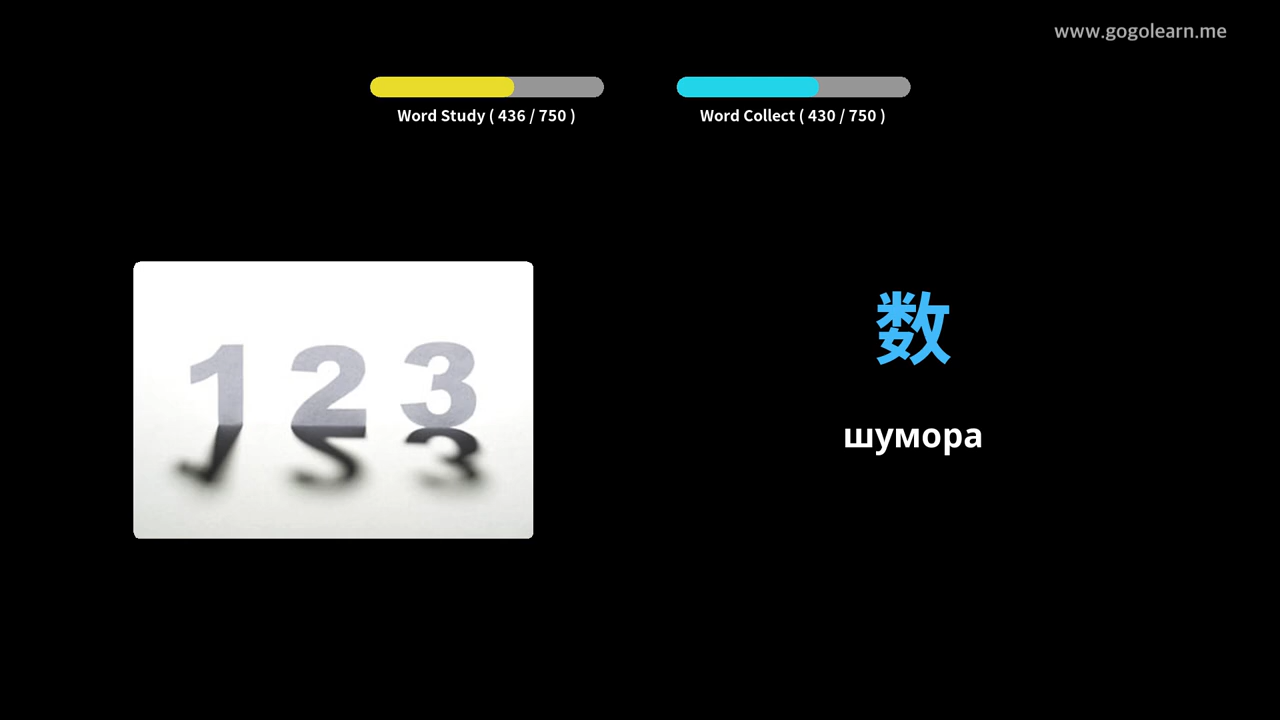 www.gogolearn.me
Word Study ( 436 / 750 )
Word Collect ( 430 / 750 )
1 2 3
数
шумора